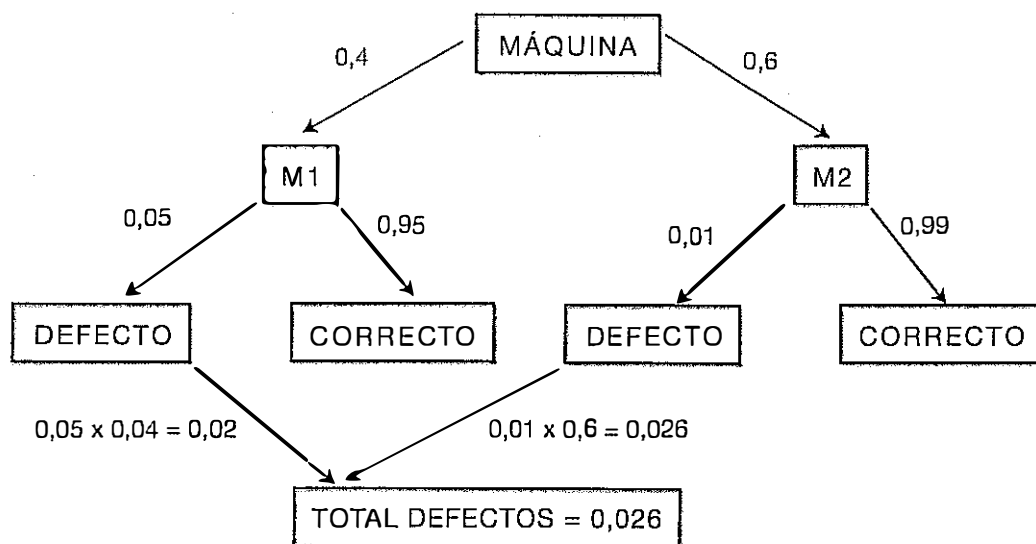 MÁQUINA
0,4
0,6
M1
M2
0,05
0,95
0,01
0,99
DEFECTO
CORRECTO
DEFECTO
CORRECTO
0,05 x 0,04 = 0,02
0,01 x 0,6 = 0,026
TOTAL DEFECTOS = 0,026